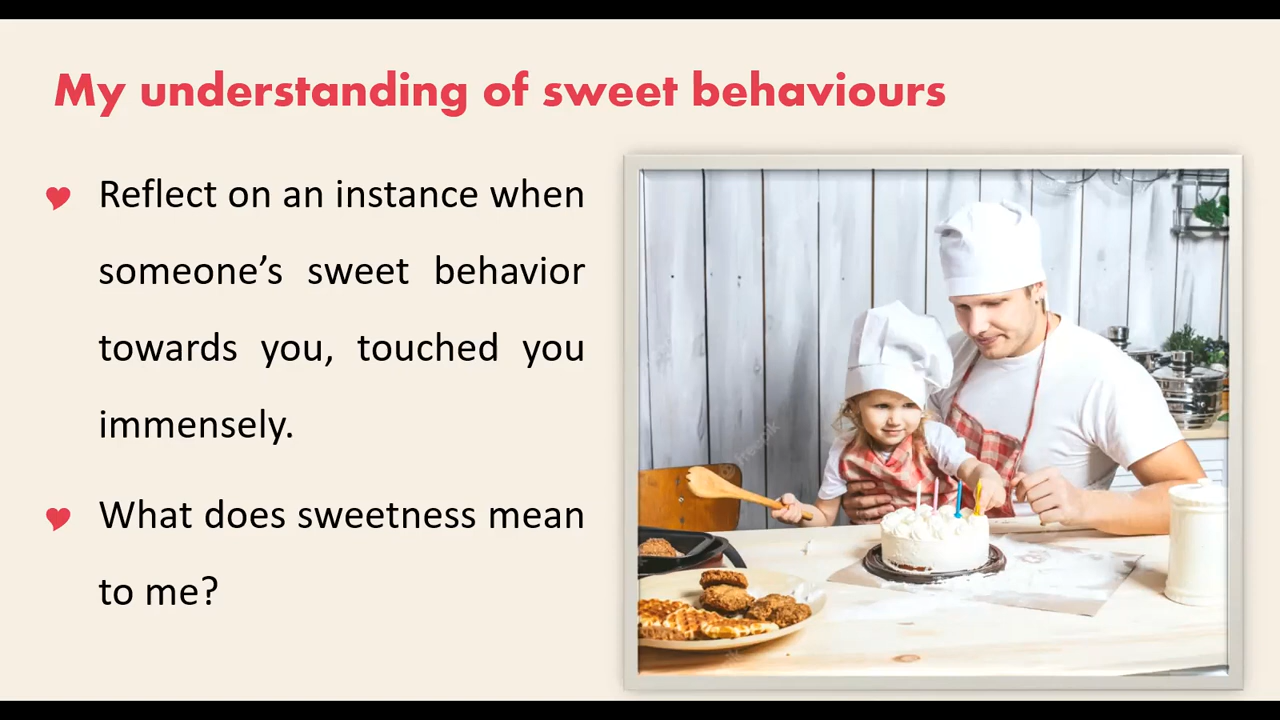 My understanding of sweet behaviours
Reflect on an instance when
someone’s sweet behavior
towards you, touched you
immensely.
What does sweetness mean
to me?
freepik